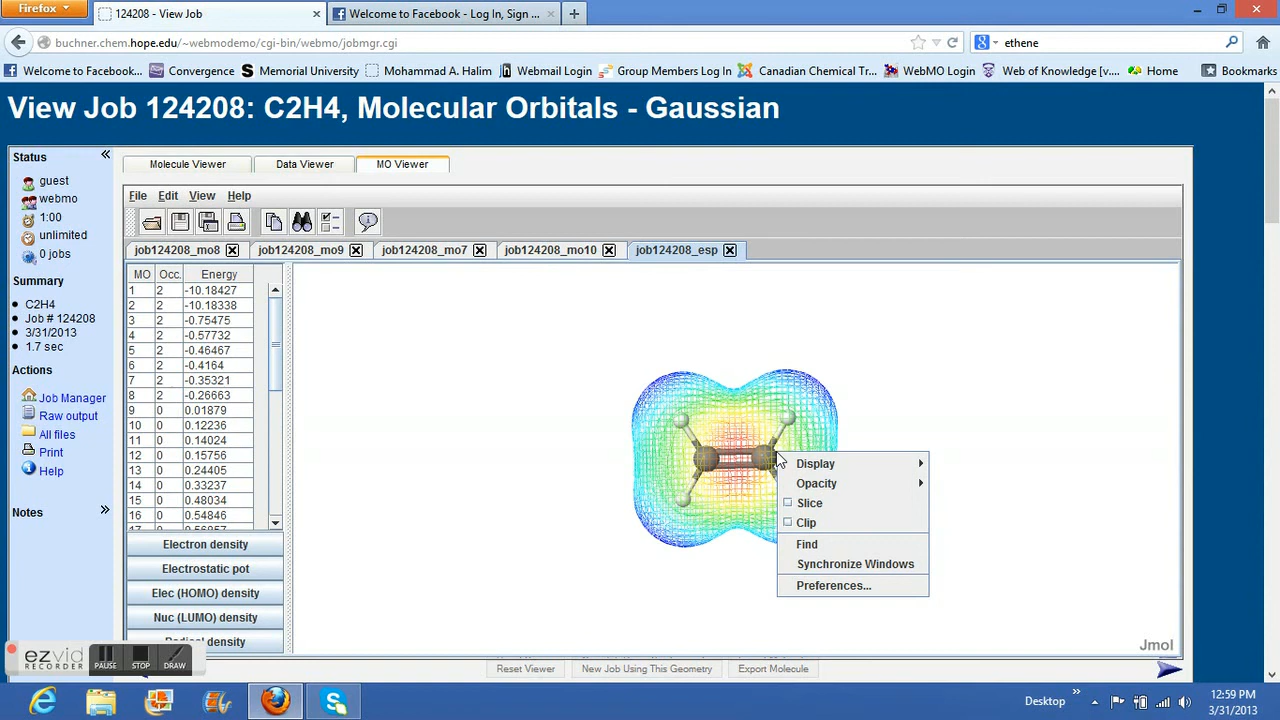 Firefox
124208 - View Job
Welcome to Facebook - Log In, Sign ...
buchner.chem.hope.edu/~webmodemo/cgi-bin/webmo/jobmgr.cgi
ethene
Welcome to Facebook...
Convergence
Memorial University
Mohammad A. Halim
Webmail Login
Group Members Log In
Canadian Chemical Tr...
WebMO Login
Web of Knowledge [v....
Home
Bookmarks
View Job 124208: C2H4, Molecular Orbitals - Gaussian
Status
guest
webmo
1:00
unlimited
0 jobs
Summary
C2H4
Job # 124208
3/31/2013
1.7 sec
Actions
Job Manager
Raw output
All files
Print
Help
Notes
Molecule Viewer
Data Viewer
MO Viewer
File Edit View Help
job124208_mo8
job124208_mo9
job124208_mo7
job124208_mo10
job124208_esp
MO Occ. Energy
1 2 -10.18427
2 2 -10.18338
3 2 -0.75475
4 2 -0.57732
5 2 -0.46467
6 2 -0.4164
7 2 -0.35321
8 2 -0.26663
9 0 0.01879
10 0 0.12236
11 0 0.14024
12 0 0.15756
13 0 0.24405
14 0 0.33237
15 0 0.48034
16 0 0.54846
Electron density
Electrostatic pot
Elec (HOMO) density
Nuc (LUMO) density
Radical density
Display
Opacity
Slice
Clip
Find
Synchronize Windows
Preferences...
Jmol
Reset Viewer
New Job Using This Geometry
Export Molecule
ezvid
RECORDER
PAUSE
STOP
DRAW
Desktop
12:59 PM
3/31/2013